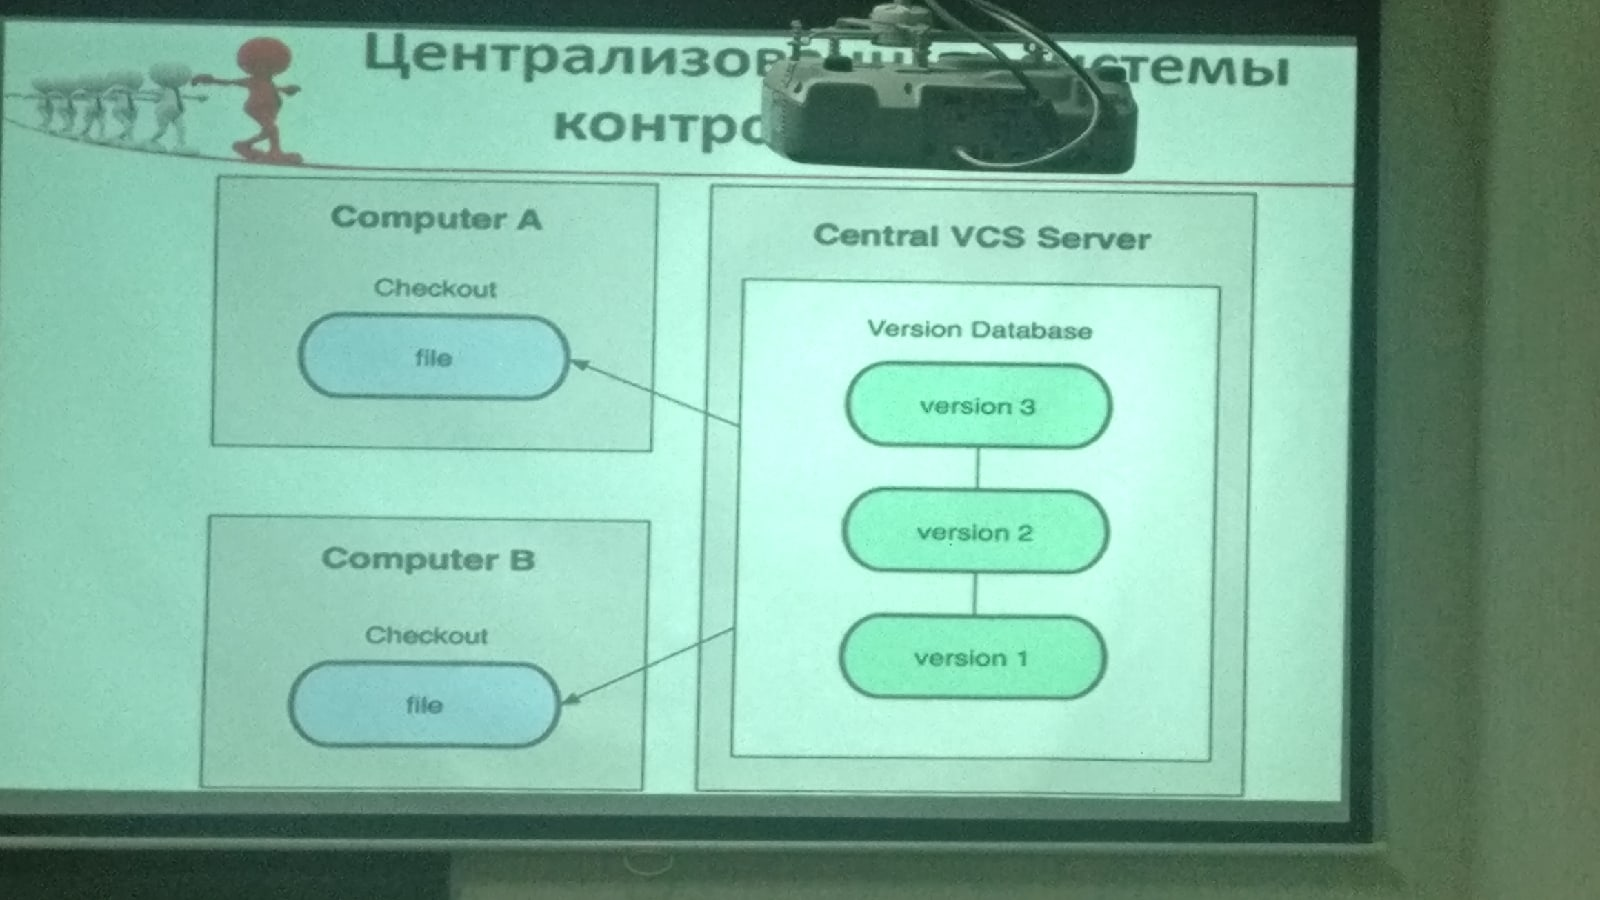 Централизов темы
контро
Computer A
Checkout
file
Computer B
Checkout
file
Central VCS Server
Version Database
version 3
version 2
version 1